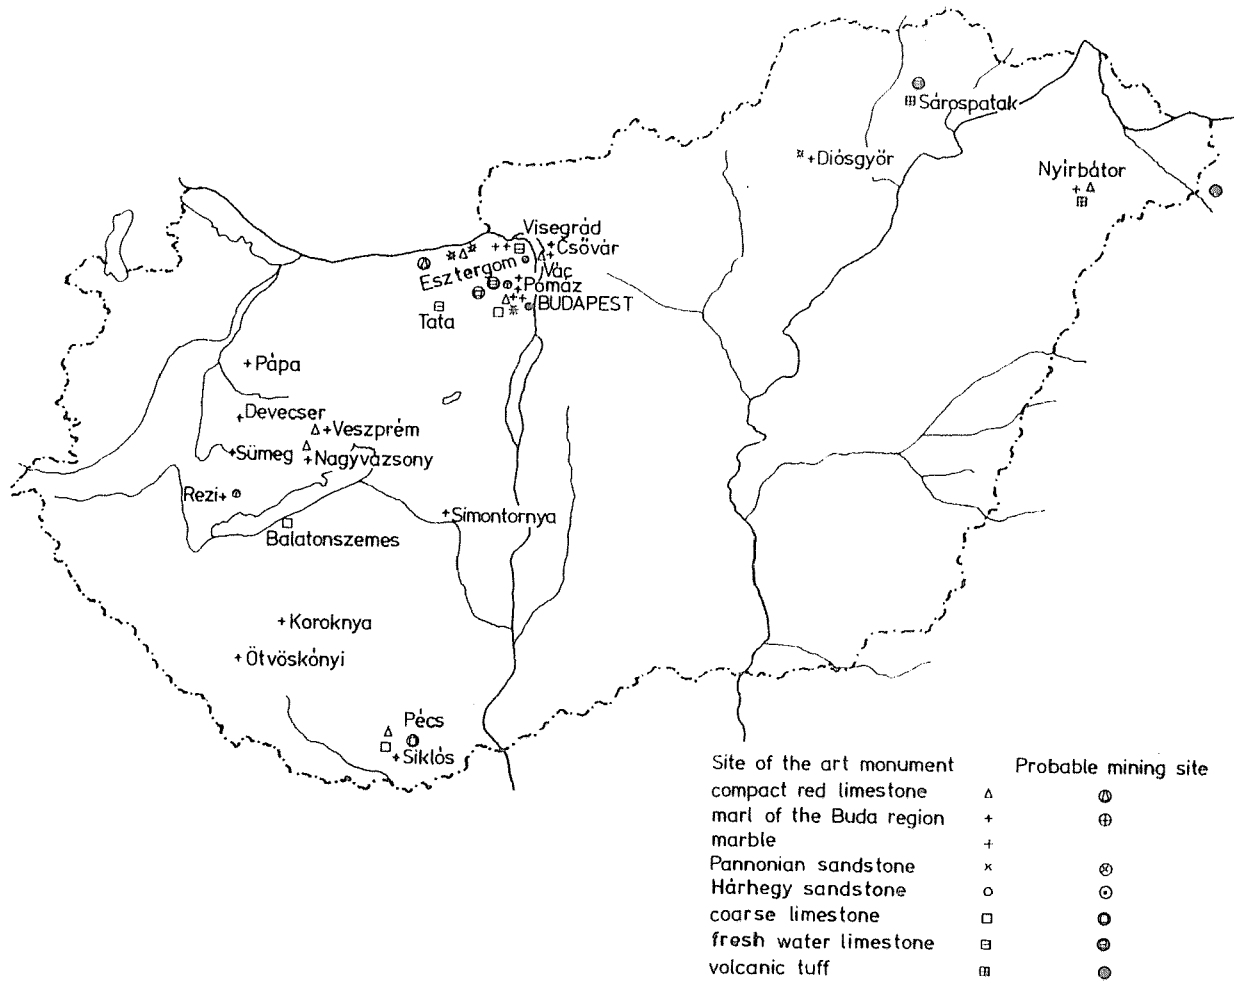 Sárospatak
Diósgyőr
Nyírbátor
Visegrád
Csővár
Esztergom
Vác
Pomáz
BUDAPEST
Tata
Pápa
Devecser
Veszprém
Sümeg
Nagyvázsony
Rezi
Simontornya
Balatonszemes
Koroknya
Ötvöskónyi
Pécs
Siklós
Site of the art monument Probable mining site
compact red limestone
marl of the Buda region
marble
Pannonian sandstone
Hárhegy sandstone
coarse limestone
fresh water limestone
volcanic tuff